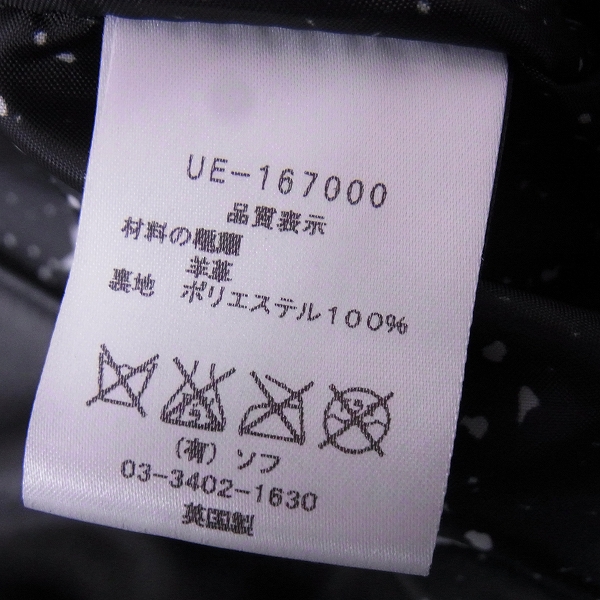 UE-167000
品質表示
材料の種類
羊革
裏地 ポリエステル100%
(有)ソフ
03-3402-1630
英国製